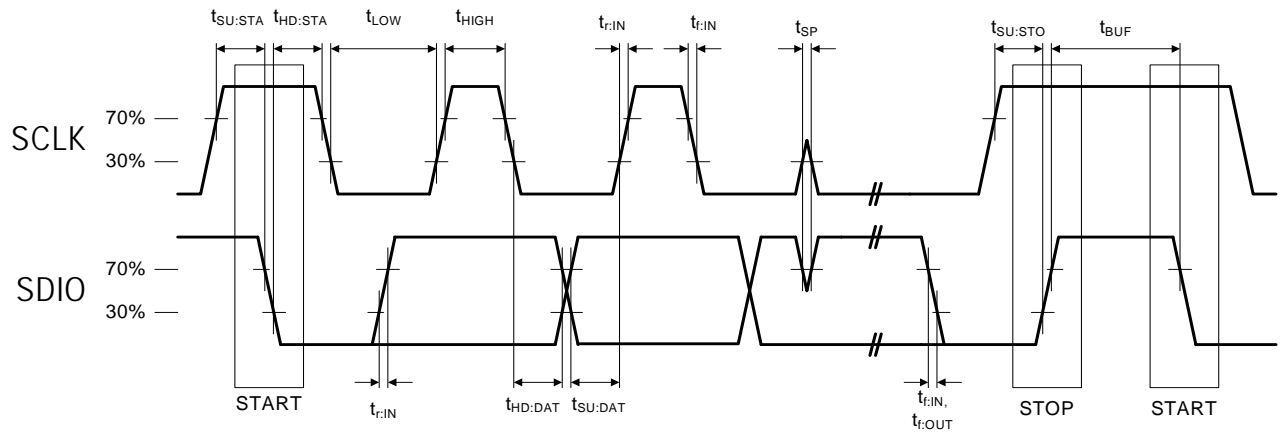 tSU:STA tHD:STA tLOW tHIGH tr:IN tf:IN tSP tSU:STO tBUF
SCLK
70%
30%
SDIO
70%
30%
START
tr:IN
tHD:DAT tSU:DAT
tf:IN,
tf:OUT
STOP
START